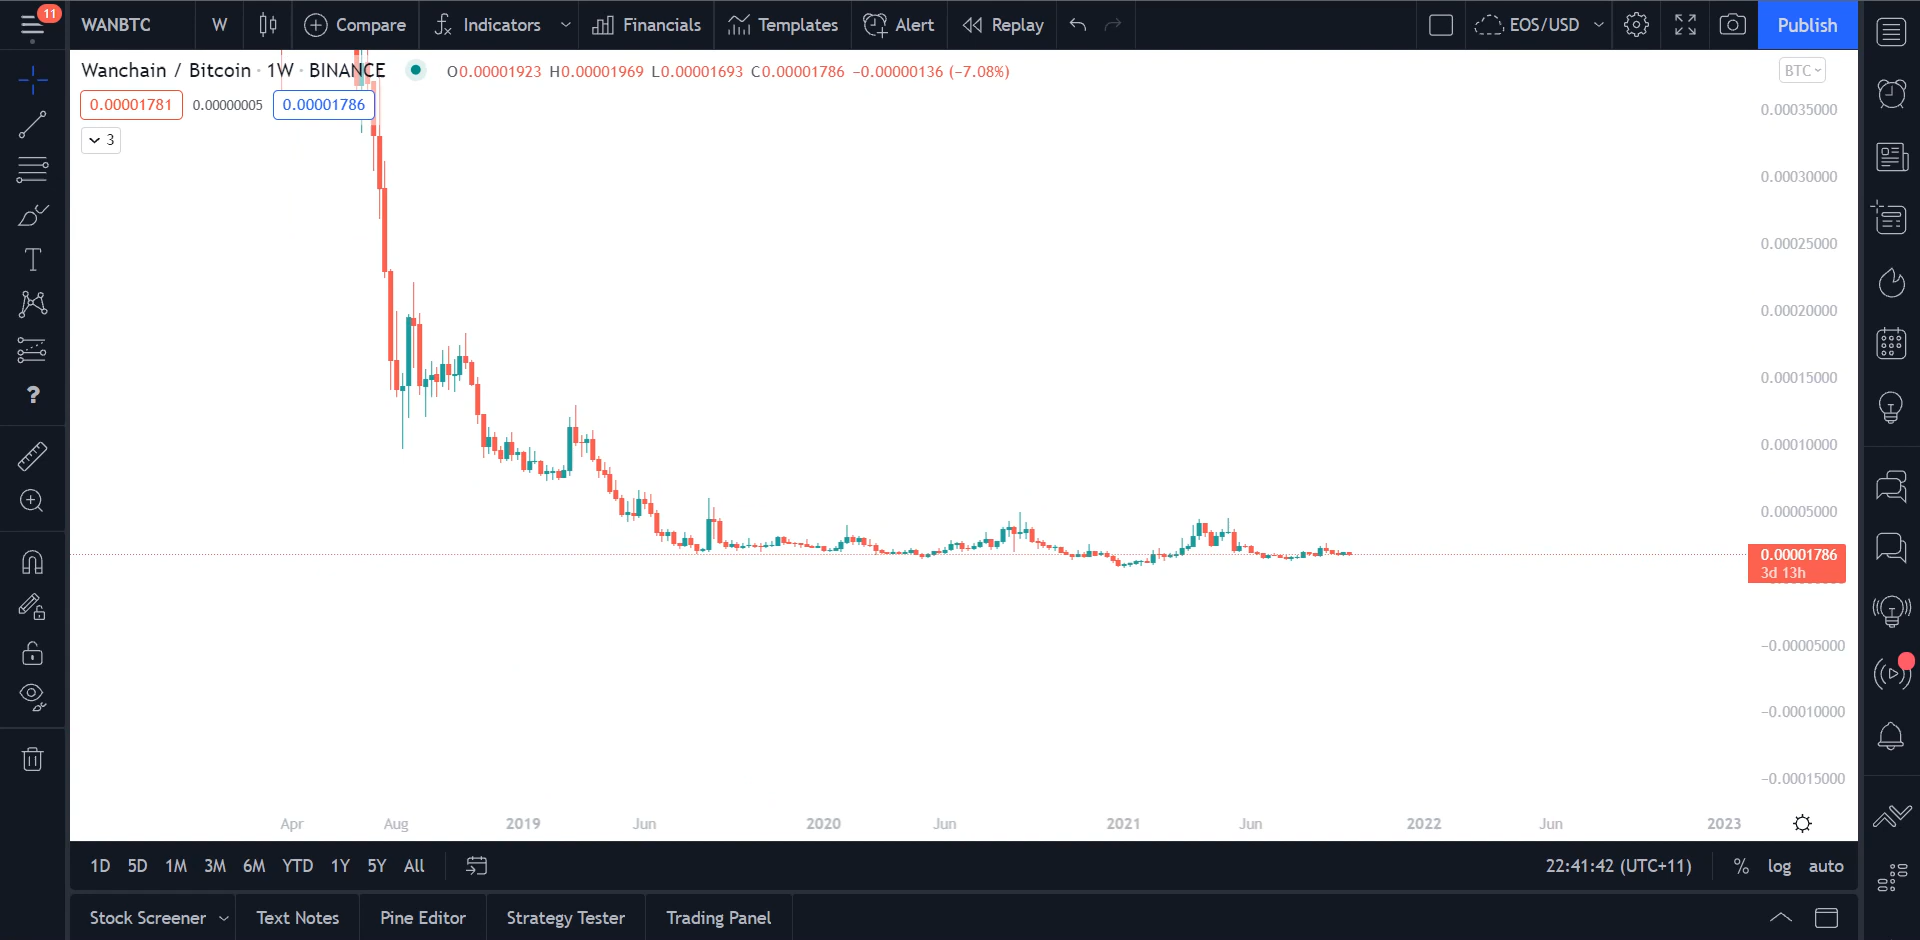 11
WANBTC W Compare Indicators Financials Templates Alert Replay EOS/USD Publish
Wanchain / Bitcoin · 1W · BINANCE O0.00001923 H0.00001969 L0.00001693 C0.00001786 −0.00000136 (−7.08%)
BTC
0.00001781 0.00000005 0.00001786
3
0.00035000
0.00030000
0.00025000
0.00020000
0.00015000
0.00010000
0.00005000
0.00001786
3d 13h
−0.00005000
−0.00010000
−0.00015000
Apr Aug 2019 Jun 2020 Jun 2021 Jun 2022 Jun 2023
1D 5D 1M 3M 6M YTD 1Y 5Y All 22:41:42 (UTC+11) % log auto
Stock Screener Text Notes Pine Editor Strategy Tester Trading Panel